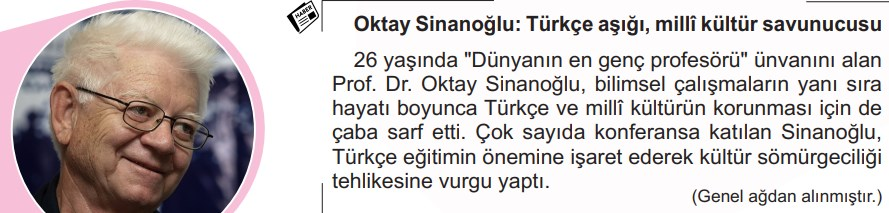 HABER
Oktay Sinanoğlu: Türkçe aşığı, millî kültür savunucusu
26 yaşında "Dünyanın en genç profesörü" ünvanını alan
Prof. Dr. Oktay Sinanoğlu, bilimsel çalışmaların yanı sıra
hayatı boyunca Türkçe ve millî kültürün korunması için de
çaba sarf etti. Çok sayıda konferansa katılan Sinanoğlu,
Türkçe eğitimin önemine işaret ederek kültür sömürgeciliği
tehlikesine vurgu yaptı.
(Genel ağdan alınmıştır.)